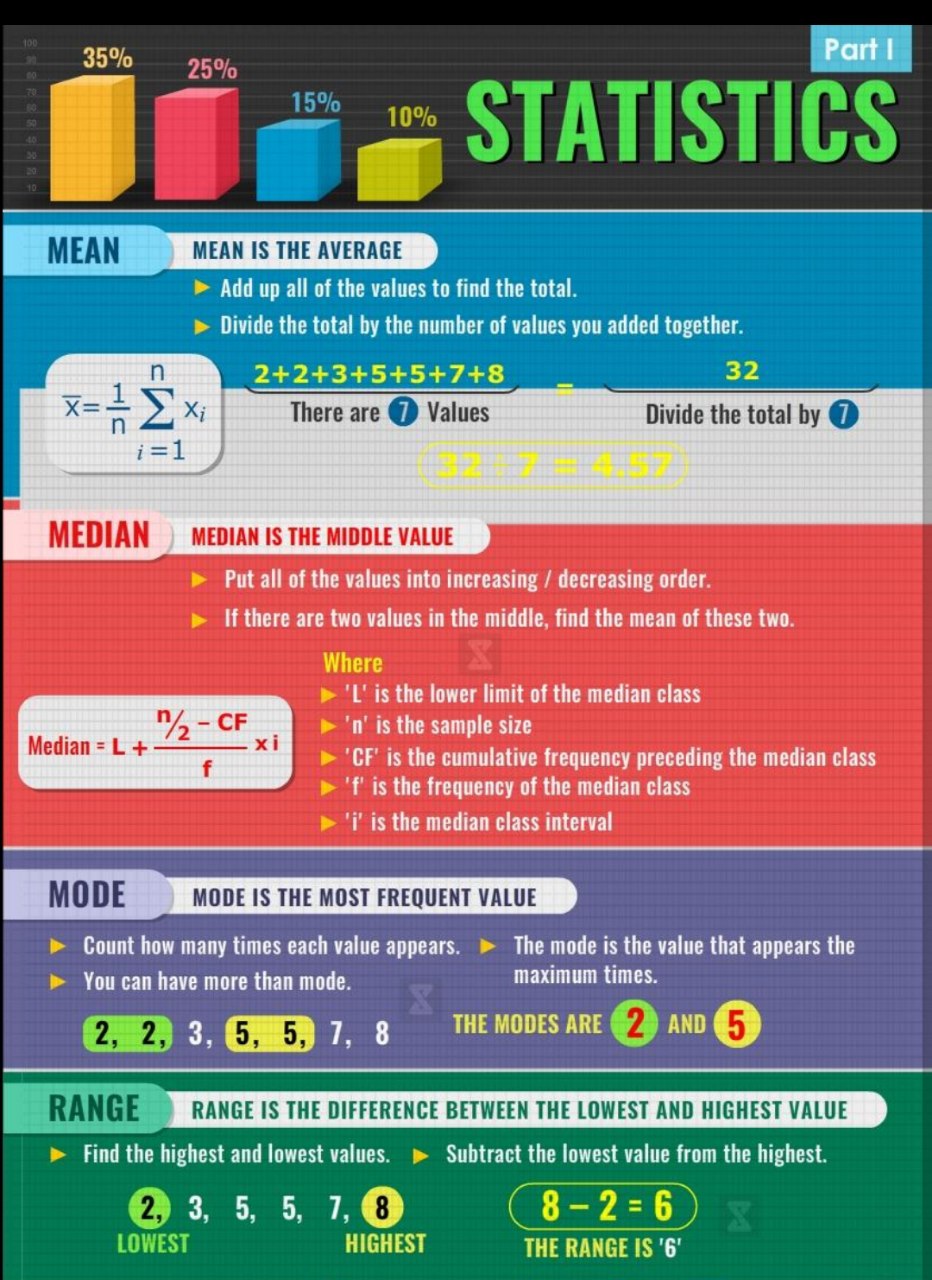 Part I
100
90
80
70
60
50
40
30
20
10
35%
25%
15%
10%
STATISTICS
MEAN
MEAN IS THE AVERAGE
► Add up all of the values to find the total.
► Divide the total by the number of values you added together.
x̅ = 1/n n∑i=1 xi
2+2+3+5+5+7+8 = 32
There are 7 Values
Divide the total by 7
32 ÷ 7 = 4.57
MEDIAN
MEDIAN IS THE MIDDLE VALUE
► Put all of the values into increasing / decreasing order.
► If there are two values in the middle, find the mean of these two.
Median = L + (n/2 – CF)/f x i
Where
► 'L' is the lower limit of the median class
► 'n' is the sample size
► 'CF' is the cumulative frequency preceding the median class
► 'f' is the frequency of the median class
► 'i' is the median class interval
MODE
MODE IS THE MOST FREQUENT VALUE
► Count how many times each value appears.
► You can have more than mode.
► The mode is the value that appears the
maximum times.
2, 2, 3, 5, 5, 7, 8
THE MODES ARE 2 AND 5
RANGE
RANGE IS THE DIFFERENCE BETWEEN THE LOWEST AND HIGHEST VALUE
► Find the highest and lowest values.
► Subtract the lowest value from the highest.
2, 3, 5, 5, 7, 8
LOWEST
HIGHEST
8 – 2 = 6
THE RANGE IS '6'